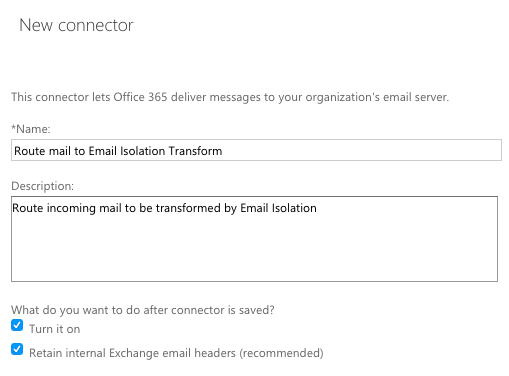 New connector
This connector lets Office 365 deliver messages to your organization's email server.
*Name:
Route mail to Email Isolation Transform
Description:
Route incoming mail to be transformed by Email Isolation
What do you want to do after connector is saved?
Turn it on
Retain internal Exchange email headers (recommended)